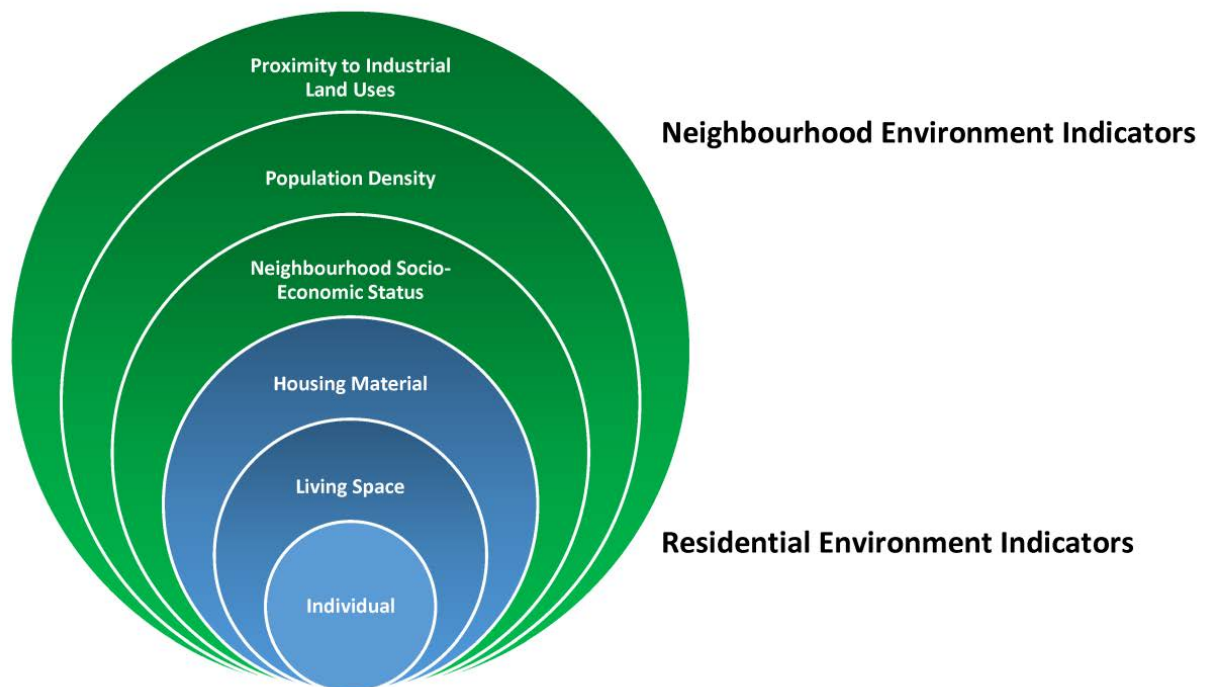 Proximity to Industrial
Land Uses
Neighbourhood Environment Indicators
Population Density
Neighbourhood Socio-
Economic Status
Housing Material
Living Space
Residential Environment Indicators
Individual